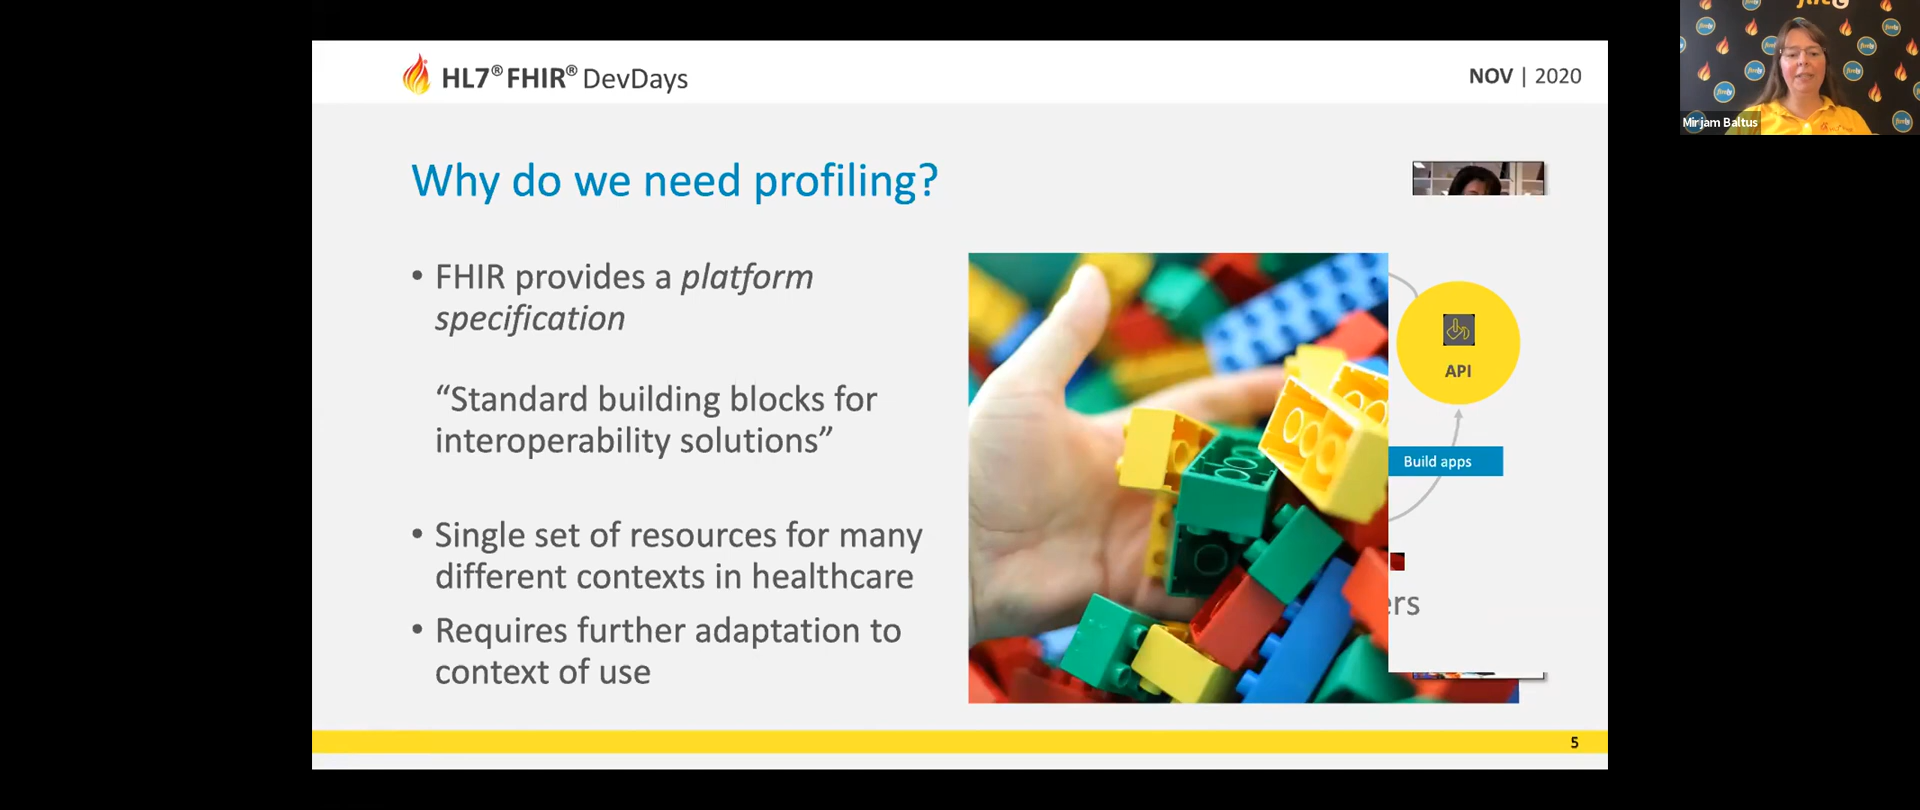 HL7® FHIR® DevDays
NOV | 2020
Mirjam Baltus
Why do we need profiling?
• FHIR provides a platform
specification
“Standard building blocks for
interoperability solutions”
• Single set of resources for many
different contexts in healthcare
• Requires further adaptation to
context of use
API
Build apps
ers
5